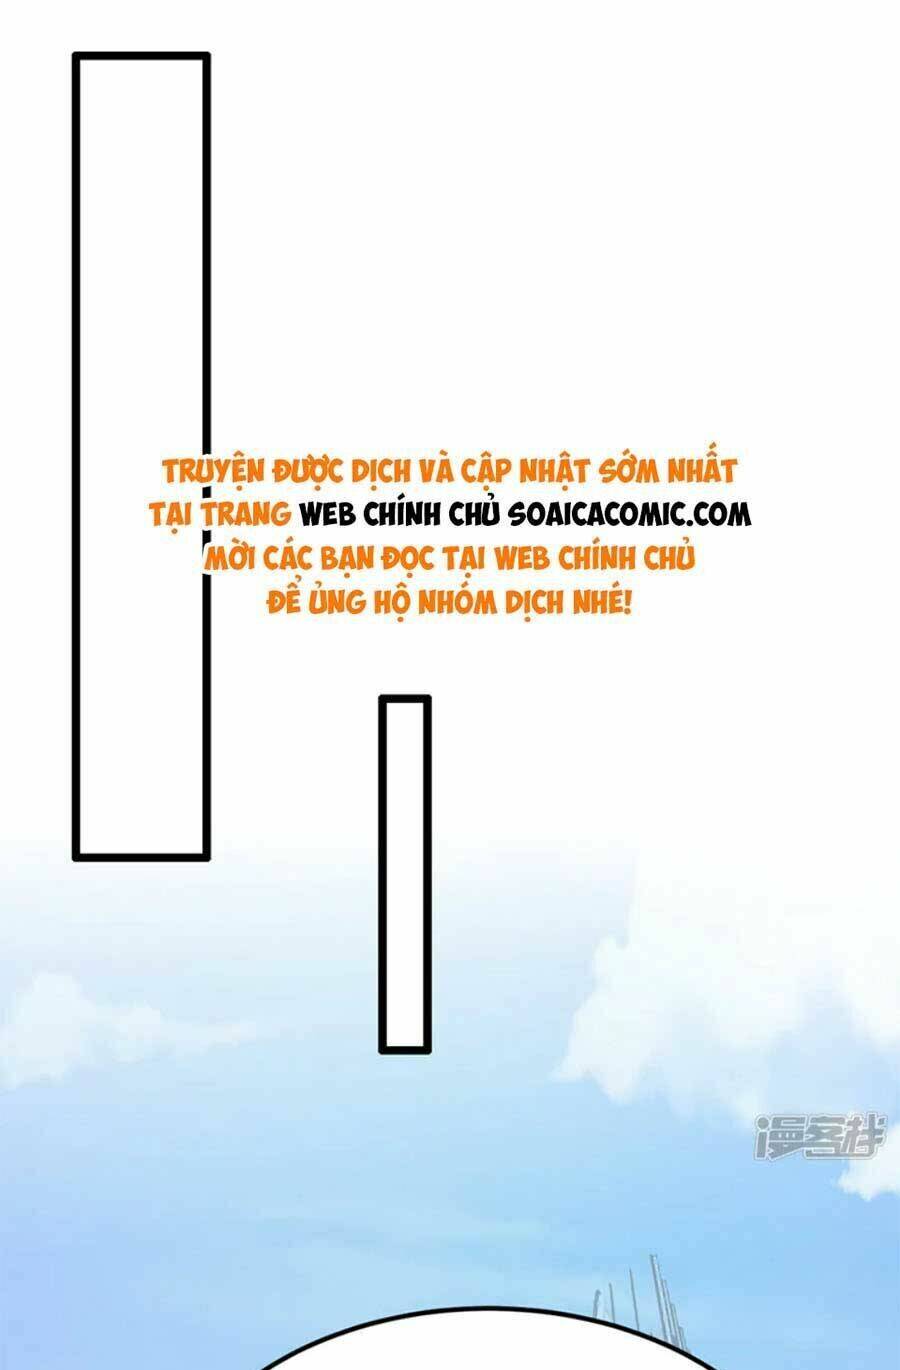 TRUYỆN ĐƯỢC DỊCH VÀ CẬP NHẬT SỚM NHẤT
TẠI TRANG WEB CHÍNH CHỦ SOAICACOMIC.COM
MỜI CÁC BẠN ĐỌC TẠI WEB CHÍNH CHỦ
ĐỂ ỦNG HỘ NHÓM DỊCH NHÉ!
漫客栈